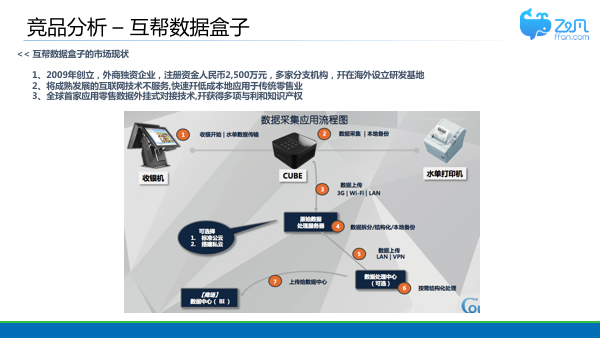 竞品分析 – 互帮数据盒子
ffan.com
<< 互帮数据盒子的市场现状
1、2009年创立，外商独资企业，注册资金人民币2,500万元，多家分支机构，开在海外设立研发基地
2、将成熟发展的互联网技术不服务,快速开低成本地应用于传统零售业
3、全球首家应用零售数据外挂式对接技术,开获得多项与利和知识产权
数据采集应用流程图
1 收银开始 | 水单数据传输
2 数据采集 | 本地备份
收银机
CUBE
水单打印机
3 数据上传
3G | Wi-Fi | LAN
原始数据
处理服务器
4 数据拆分/结构化/本地备份
可选择
1. 标准公云
2. 搭建私云
5 数据上传
LAN | VPN
数据处理中心
（可选）
6 按需结构化处理
7 上传给数据中心
【商场】
数据中心（ BI ）